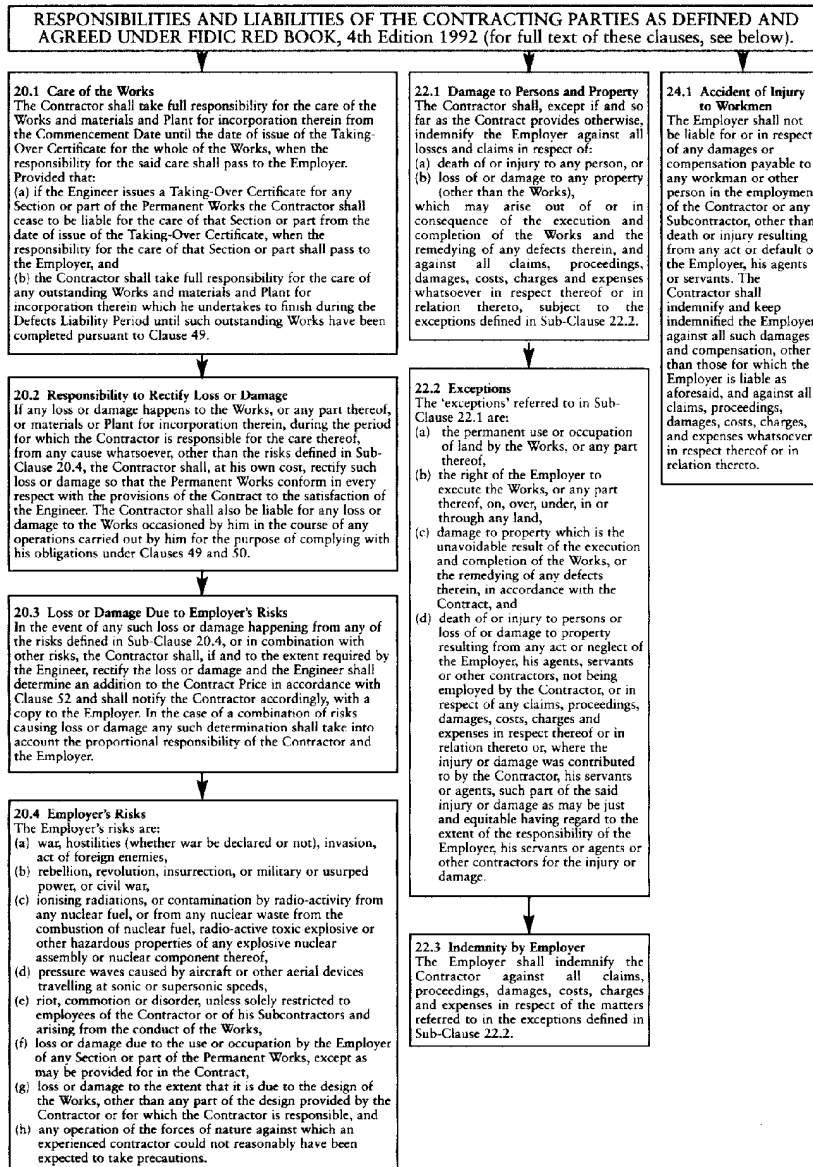 RESPONSIBILITIES AND LIABILITIES OF THE CONTRACTING PARTIES AS DEFINED AND
AGREED UNDER FIDIC RED BOOK, 4th Edition 1992 (for full text of these clauses, see below).
20.1 Care of the Works
The Contractor shall take full responsibility for the care of the
Works and materials and Plant for incorporation therein from
the Commencement Date until the date of issue of the Taking-
Over Certificate for the whole of the Works, when the
responsibility for the said care shall pass to the Employer.
Provided that:
(a) if the Engineer issues a Taking-Over Certificate for any
Section or part of the Permanent Works the Contractor shall
cease to be liable for the care of that Section or part from the
date of issue of the Taking-Over Certificate, when the
responsibility for the care of that Section or part shall pass to
the Employer, and
(b) the Contractor shall take full responsibility for the care of
any outstanding Works and materials and Plant for
incorporation therein which he undertakes to finish during the
Defects Liability Period until such outstanding Works have been
completed pursuant to Clause 49.
20.2 Responsibility to Rectify Loss or Damage
If any loss or damage happens to the Works, or any part thereof,
or materials or Plant for incorporation therein, during the period
for which the Contractor is responsible for the care thereof,
from any cause whatsoever, other than the risks defined in Sub-
Clause 20.4, the Contractor shall, at his own cost, rectify such
loss or damage so that the Permanent Works conform in every
respect with the provisions of the Contract to the satisfaction of
the Engineer. The Contractor shall also be liable for any loss or
damage to the Works occasioned by him in the course of any
operations carried out by him for the purpose of complying with
his obligations under Clauses 49 and 50.
20.3 Loss or Damage Due to Employer's Risks
In the event of any such loss or damage happening from any of
the risks defined in Sub-Clause 20.4, or in combination with
other risks, the Contractor shall, if and to the extent required by
the Engineer, rectify the loss or damage and the Engineer shall
determine an addition to the Contract Price in accordance with
Clause 52 and shall notify the Contractor accordingly, with a
copy to the Employer. In the case of a combination of risks
causing loss or damage any such determination shall take into
account the proportional responsibility of the Contractor and
the Employer.
20.4 Employer's Risks
The Employer's risks are:
(a) war, hostilities (whether war be declared or not), invasion,
act of foreign enemies,
(b) rebellion, revolution, insurrection, or military or usurped
power, or civil war,
(c) ionising radiations, or contamination by radio-activity from
any nuclear fuel, or from any nuclear waste from the
combustion of nuclear fuel, radio-active toxic explosive or
other hazardous properties of any explosive nuclear
assembly or nuclear component thereof,
(d) pressure waves caused by aircraft or other aerial devices
travelling at sonic or supersonic speeds,
(e) riot, commotion or disorder, unless solely restricted to
employees of the Contractor or of his Subcontractors and
arising from the conduct of the Works,
(f) loss or damage due to the use or occupation by the Employer
of any Section or part of the Permanent Works, except as
may be provided for in the Contract,
(g) loss or damage to the extent that it is due to the design of
the Works, other than any part of the design provided by the
Contractor or for which the Contractor is responsible, and
(h) any operation of the forces of nature against which an
experienced contractor could not reasonably have been
expected to take precautions.
22.1 Damage to Persons and Property
The Contractor shall, except if and so
far as the Contract provides otherwise,
indemnify the Employer against all
losses and claims in respect of:
(a) death of or injury to any person, or
(b) loss of or damage to any property
(other than the Works),
which may arise out of or in
consequence of the execution and
completion of the Works and the
remedying of any defects therein, and
against all claims, proceedings,
damages, costs, charges and expenses
whatsoever in respect thereof or in
relation thereto, subject to the
exceptions defined in Sub-Clause 22.2.
22.2 Exceptions
The 'exceptions' referred to in Sub-
Clause 22.1 are:
(a) the permanent use or occupation
of land by the Works, or any part
thereof,
(b) the right of the Employer to
execute the Works, or any part
thereof, on, over, under, in or
through any land,
(c) damage to property which is the
unavoidable result of the execution
and completion of the Works, or
the remedying of any defects
therein, in accordance with the
Contract, and
(d) death of or injury to persons or
loss of or damage to property
resulting from any act or neglect of
the Employer, his agents, servants
or other contractors, not being
employed by the Contractor, or in
respect of any claims, proceedings,
damages, costs, charges and
expenses in respect thereof or in
relation thereto or, where the
injury or damage was contributed
to by the Contractor, his servants
or agents, such part of the said
injury or damage as may be just
and equitable having regard to the
extent of the responsibility of the
Employer, his servants or agents or
other contractors for the injury or
damage.
22.3 Indemnity by Employer
The Employer shall indemnify the
Contractor against all claims,
proceedings, damages, costs, charges
and expenses in respect of the matters
referred to in the exceptions defined in
Sub-Clause 22.2.
24.1 Accident of Injury
to Workmen
The Employer shall not
be liable for or in respect
of any damages or
compensation payable to
any workman or other
person in the employmen
of the Contractor or any
Subcontractor, other than
death or injury resulting
from any act or default o
the Employer, his agents
or servants. The
Contractor shall
indemnify and keep
indemnified the Employer
against all such damages
and compensation, other
than those for which the
Employer is liable as
aforesaid, and against all
claims, proceedings,
damages, costs, charges,
and expenses whatsoever
in respect thereof or in
relation thereto.